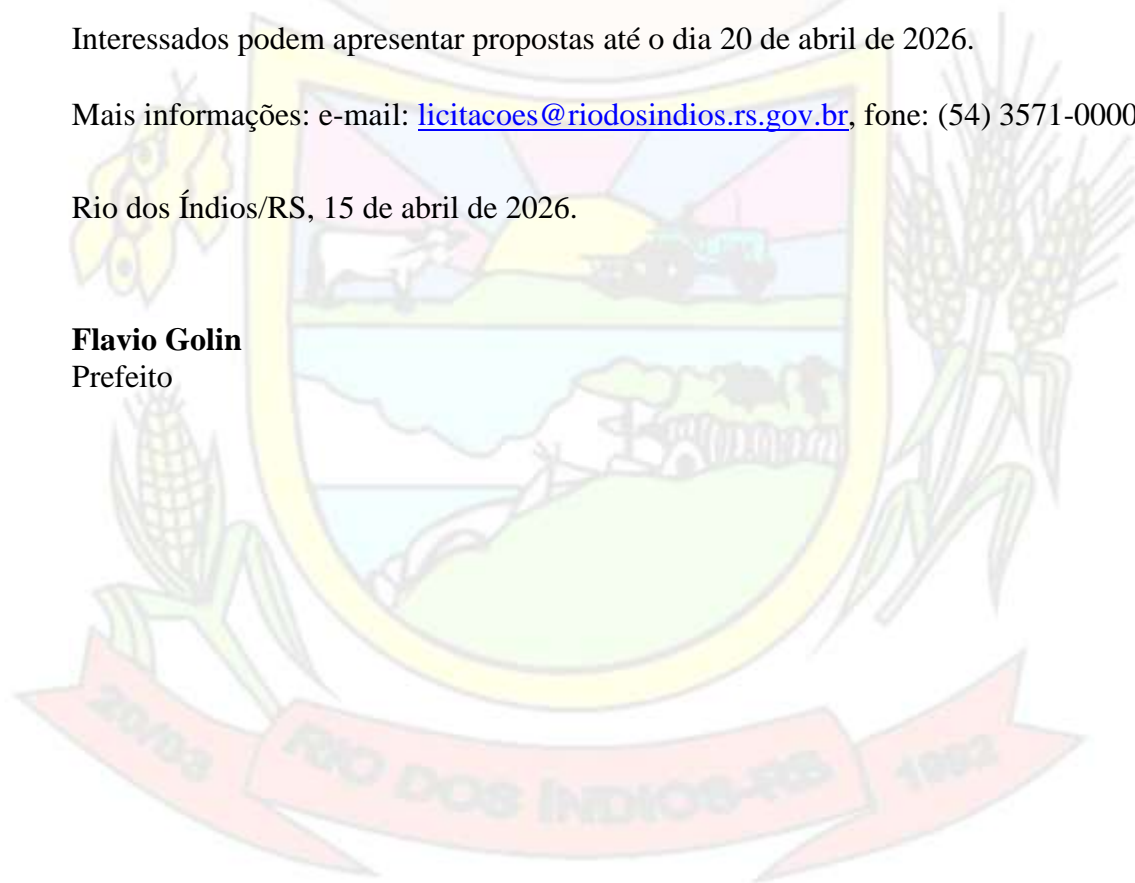 Interessados podem apresentar propostas até o dia 20 de abril de 2026.
Mais informações: e-mail: licitacoes@riodosindios.rs.gov.br, fone: (54) 3571-0000
Rio dos Índios/RS, 15 de abril de 2026.
Flavio Golin
Prefeito
20/03
RIO DOS ÍNDIOS-RS
1992